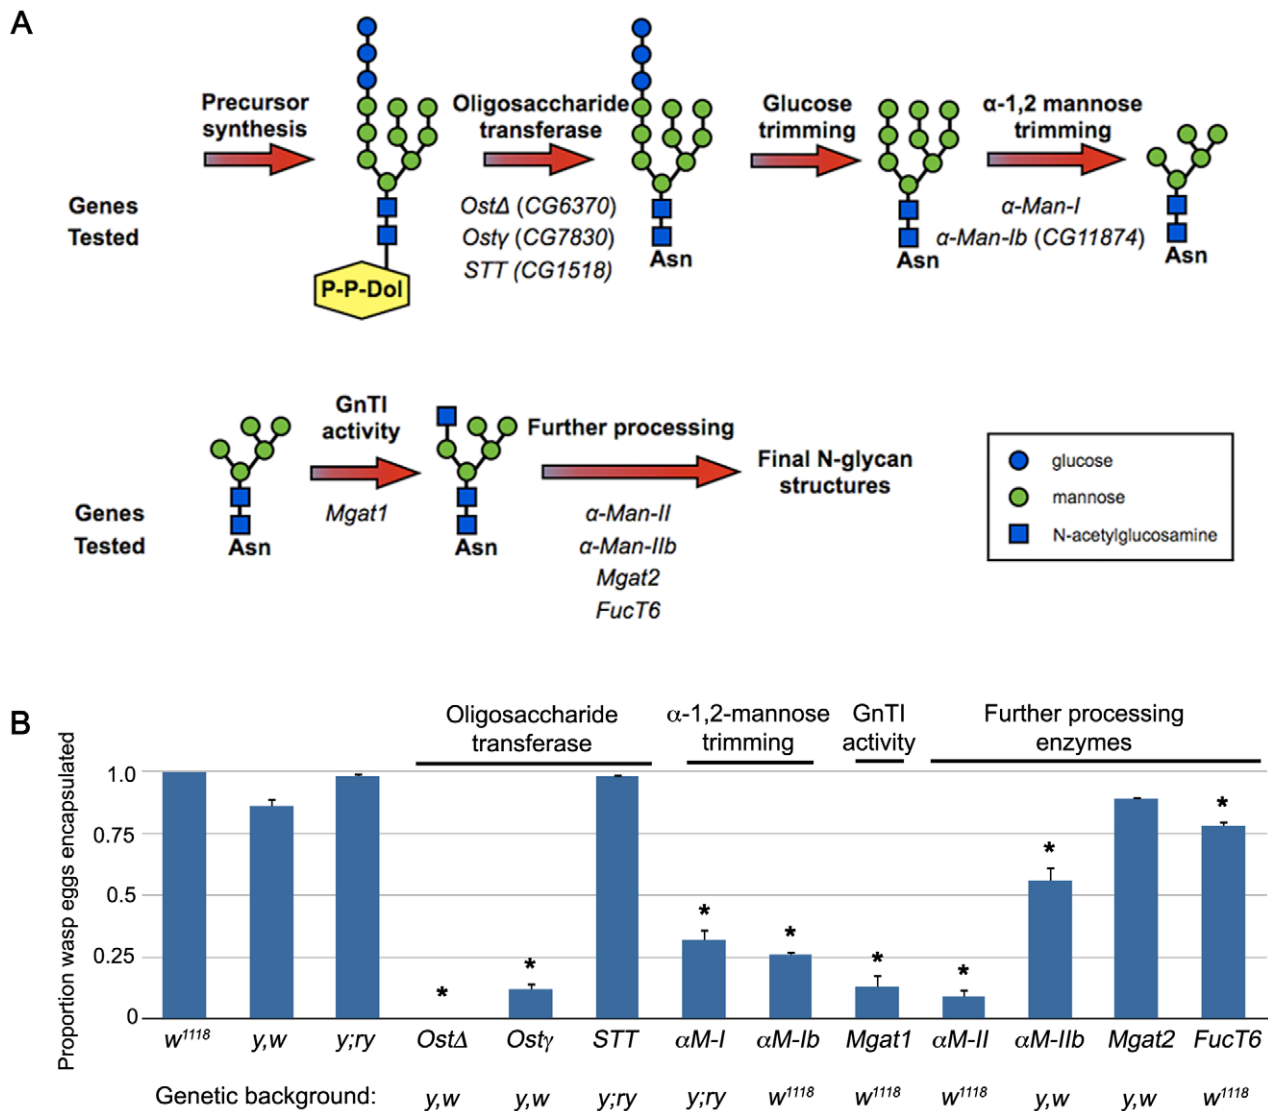 A
Precursor
synthesis
Oligosaccharide
transferase
Glucose
trimming
α-1,2 mannose
trimming
Genes
Tested
OstΔ (CG6370)
Ostγ (CG7830)
STT (CG1518)
α-Man-I
α-Man-Ib (CG11874)
P-P-Dol
Asn
Asn
Asn
GnTI
activity
Further processing
Final N-glycan
structures
Genes
Tested
Mgat1
α-Man-II
α-Man-IIb
Mgat2
FucT6
Asn
Asn
glucose
mannose
N-acetylglucosamine
B
Oligosaccharide
transferase
α-1,2-mannose
trimming
GnTI
activity
Further processing
enzymes
Proportion wasp eggs encapsulated
1.0
0.75
0.5
0.25
0
* * * * * * * *
w¹¹¹⁸ y,w y;ry OstΔ Ostγ STT αM-I αM-Ib Mgat1 αM-II αM-IIb Mgat2 FucT6
Genetic background: y,w y,w y;ry y;ry w¹¹¹⁸ w¹¹¹⁸ w¹¹¹⁸ y,w y,w w¹¹¹⁸